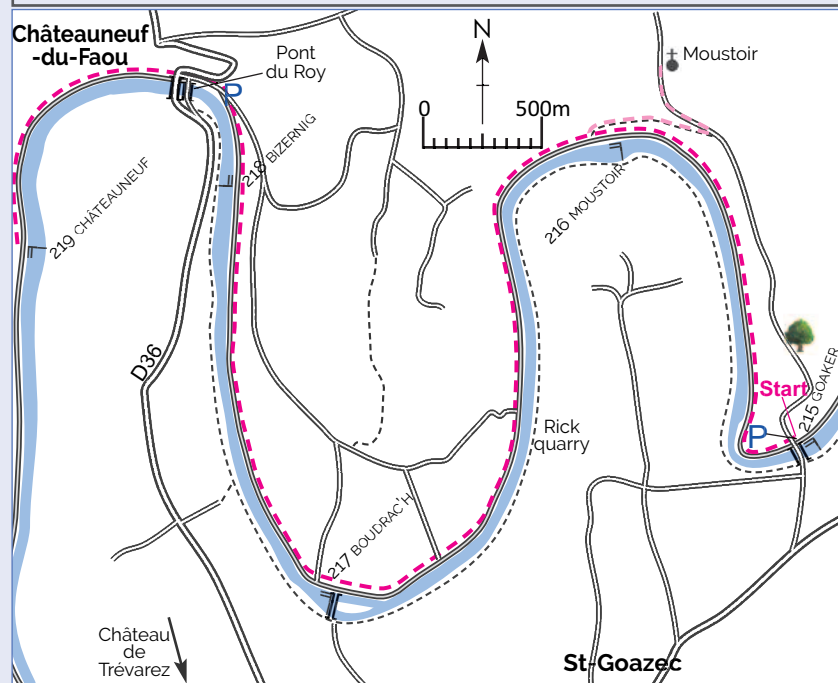 Châteauneuf
-du-Faou
Pont
du Roy
P
N
0 500m
Moustoir
218 BIZERNIG
219 CHÂTEAUNEUF
216 MOUSTOIR
D36
Start
215 GOAKER
P
Rick
quarry
217 BOUDRAC'H
Château
de
Trévarez
St-Goazec